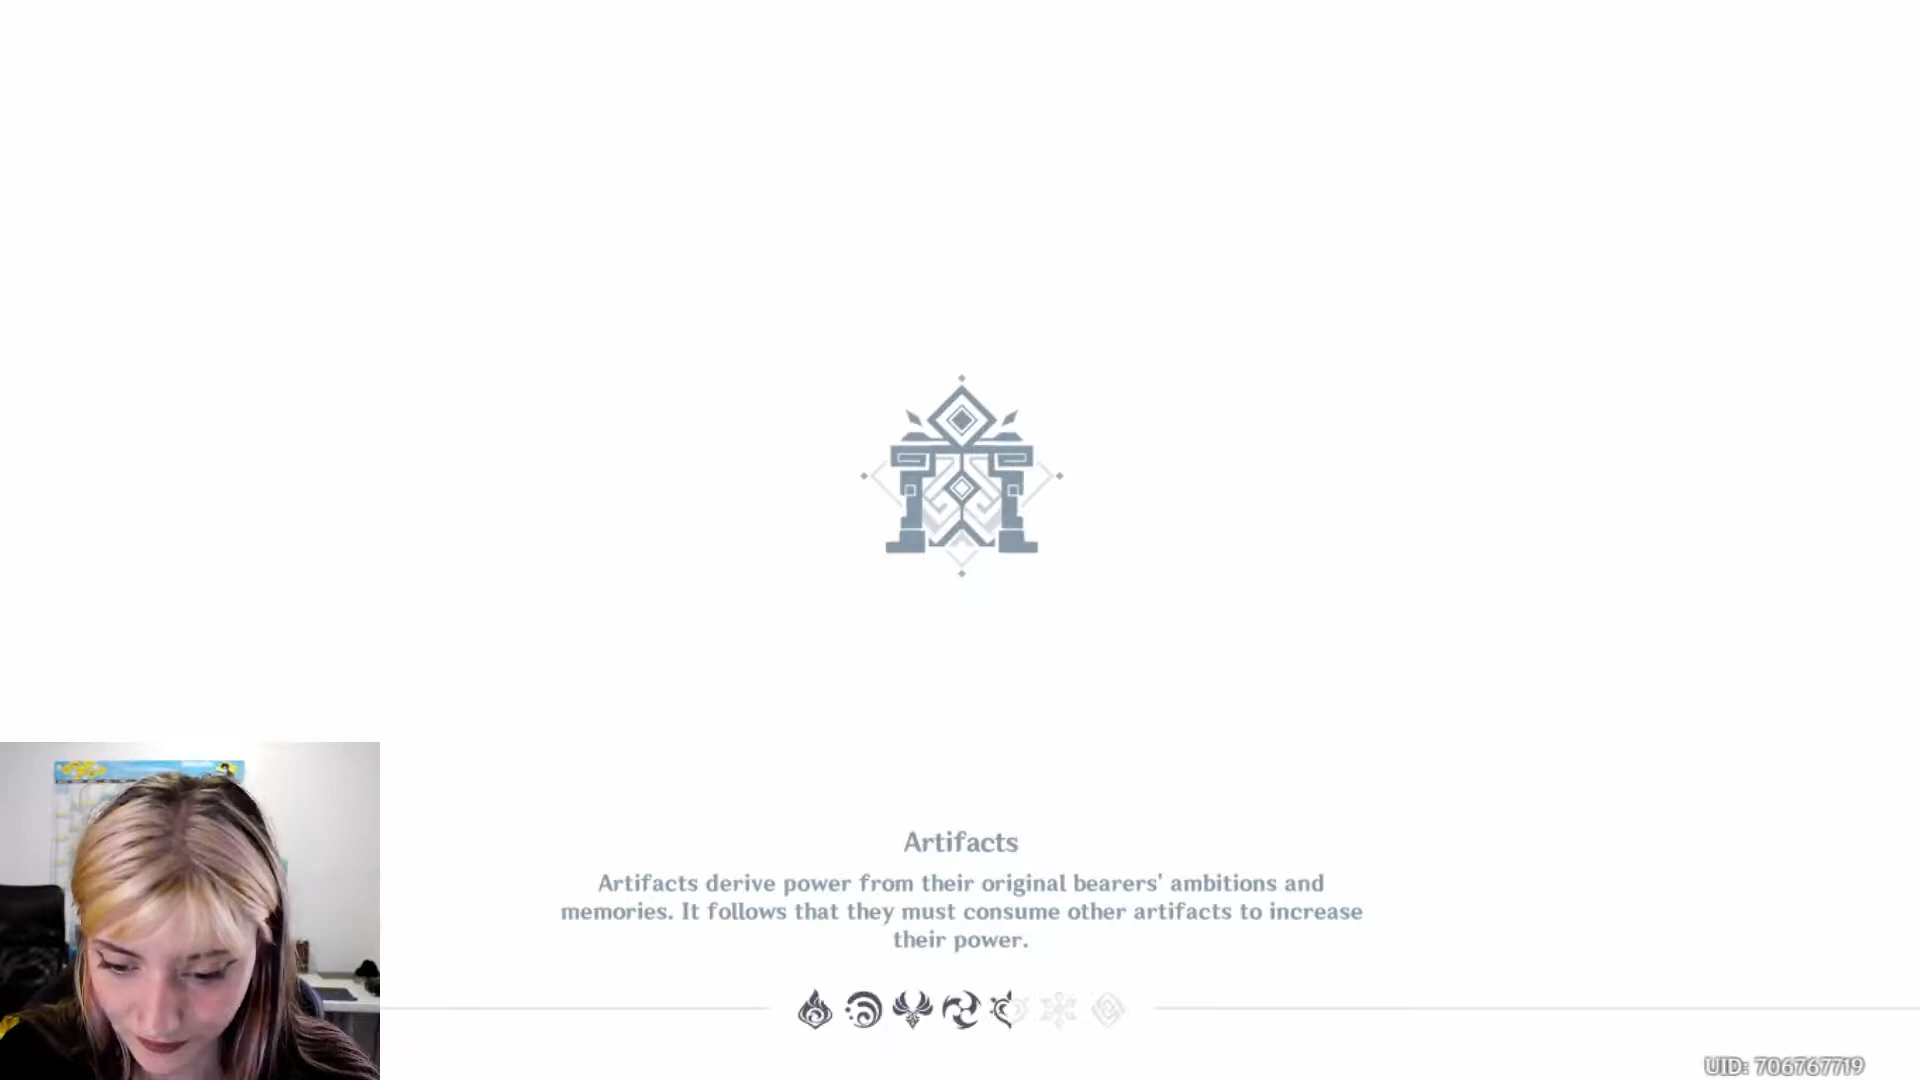 Artifacts
Artifacts derive power from their original bearers' ambitions and
memories. It follows that they must consume other artifacts to increase
their power.
UID: 706767719